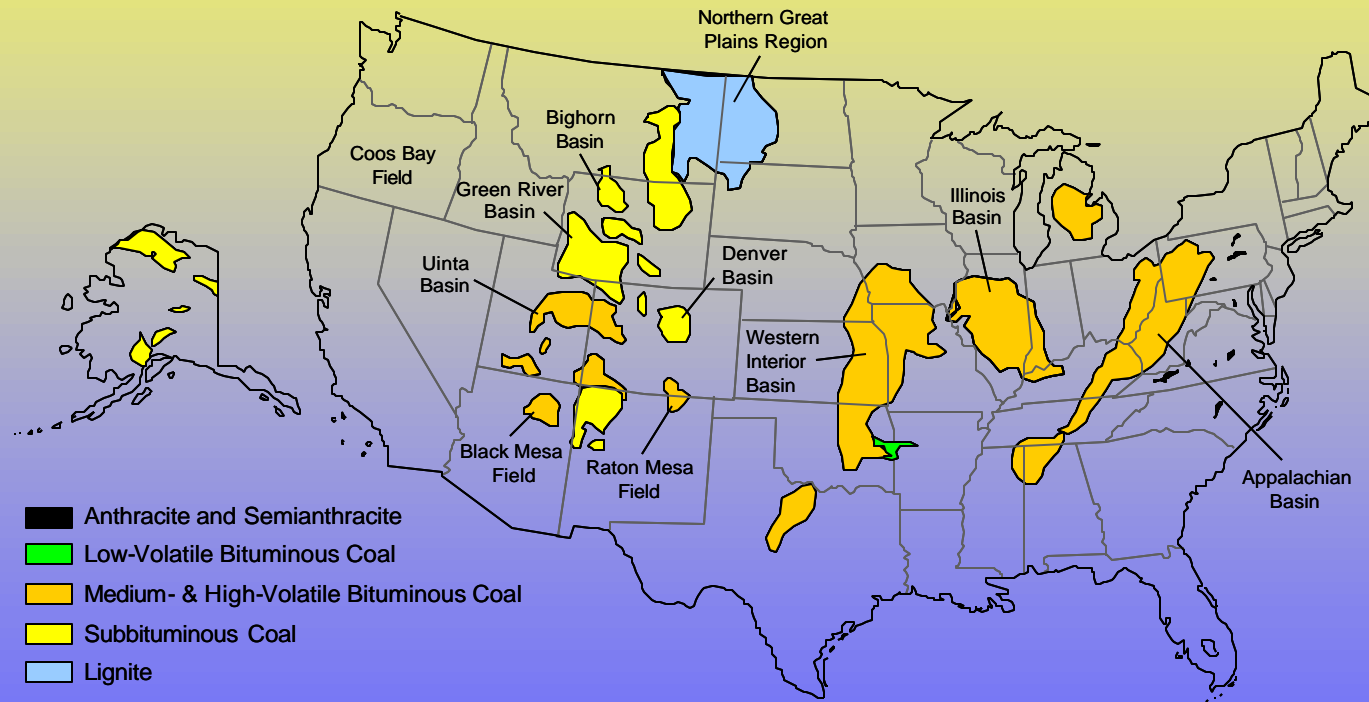 Northern Great
Plains Region
Bighorn
Basin
Coos Bay
Field
Green River
Basin
Illinois
Basin
Uinta
Basin
Denver
Basin
Western
Interior
Basin
Black Mesa
Field
Raton Mesa
Field
Appalachian
Basin
Anthracite and Semianthracite
Low-Volatile Bituminous Coal
Medium- & High-Volatile Bituminous Coal
Subbituminous Coal
Lignite